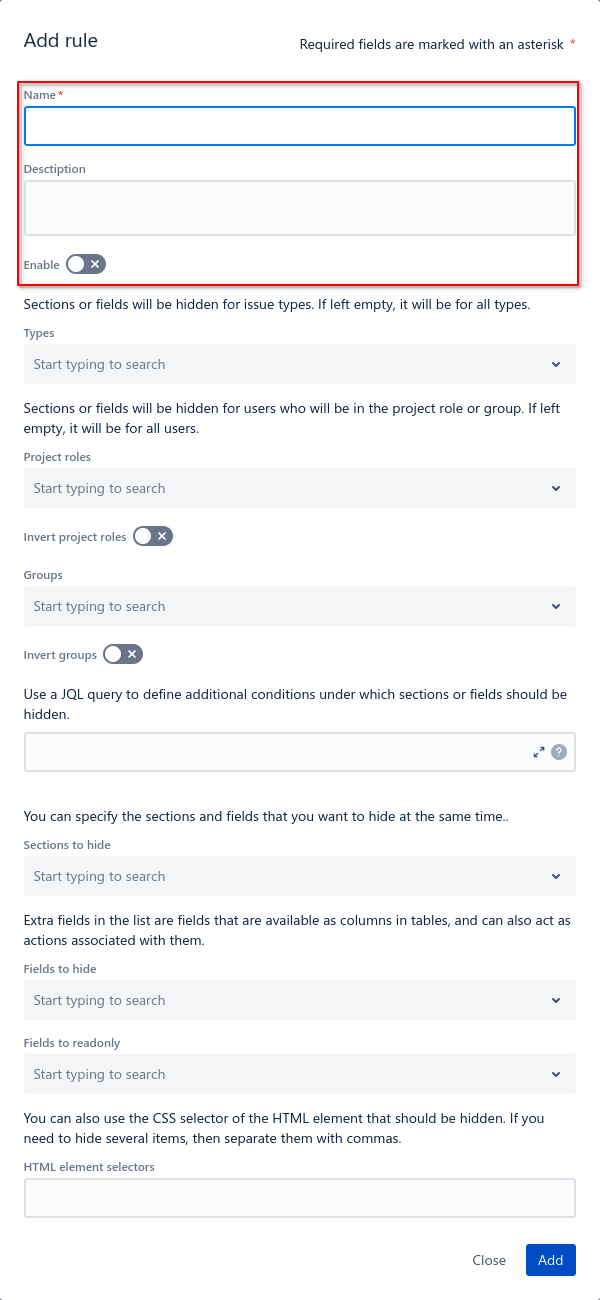 Add rule
Required fields are marked with an asterisk *
Name *
Desctiption
Enable
Sections or fields will be hidden for issue types. If left empty, it will be for all types.
Types
Start typing to search
Sections or fields will be hidden for users who will be in the project role or group. If left
empty, it will be for all users.
Project roles
Start typing to search
Invert project roles
Groups
Start typing to search
Invert groups
Use a JQL query to define additional conditions under which sections or fields should be
hidden.
?
You can specify the sections and fields that you want to hide at the same time..
Sections to hide
Start typing to search
Extra fields in the list are fields that are available as columns in tables, and can also act as
actions associated with them.
Fields to hide
Start typing to search
Fields to readonly
Start typing to search
You can also use the CSS selector of the HTML element that should be hidden. If you
need to hide several items, then separate them with commas.
HTML element selectors
Close
Add